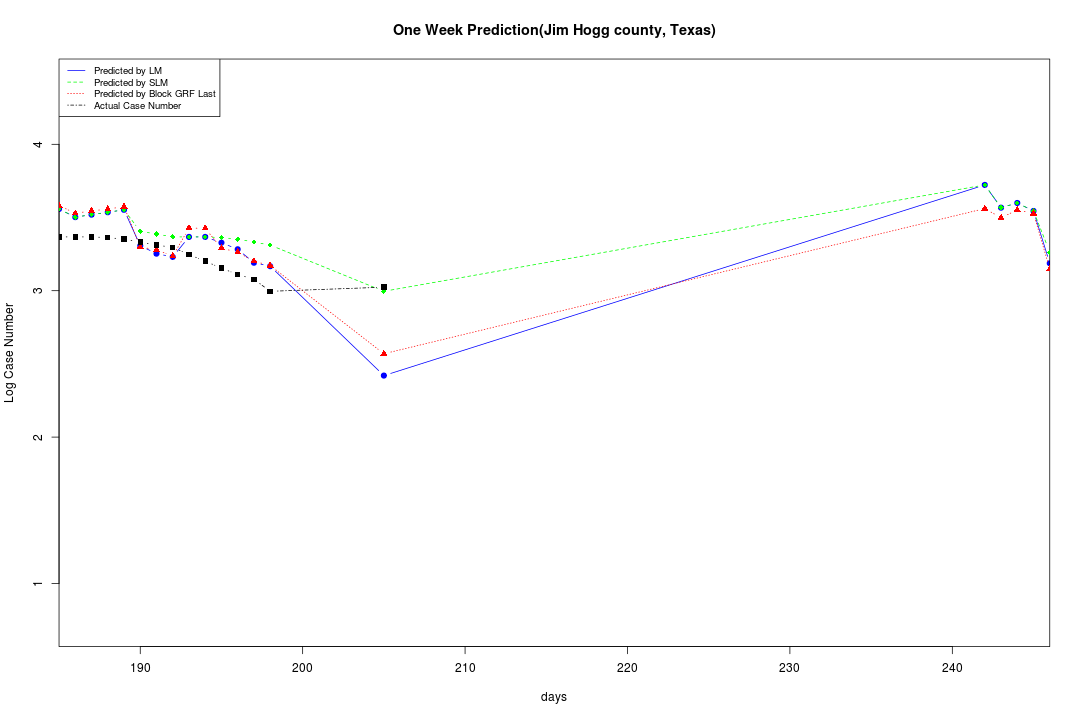 One Week Prediction(Jim Hogg county, Texas)
Predicted by LM
Predicted by SLM
Predicted by Block GRF Last
Actual Case Number
4
3
2
1
Log Case Number
190 200 210 220 230 240
days